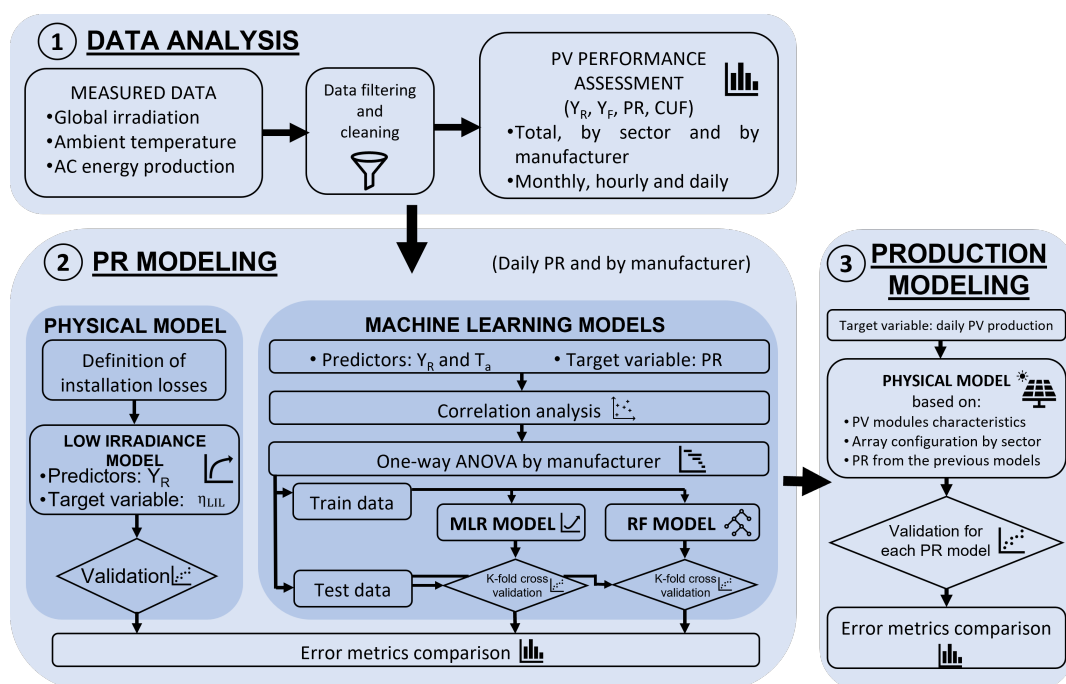 1 DATA ANALYSIS
MEASURED DATA
•Global irradiation
•Ambient temperature
•AC energy production
Data filtering
and
cleaning
PV PERFORMANCE
ASSESSMENT
(Y_R, Y_F, PR, CUF)
•Total, by sector and by
manufacturer
•Monthly, hourly and daily
2 PR MODELING
(Daily PR and by manufacturer)
PHYSICAL MODEL
Definition of
installation losses
LOW IRRADIANCE
MODEL
•Predictors: Y_R
•Target variable: η_LIL
Validation
MACHINE LEARNING MODELS
• Predictors: Y_R and T_a • Target variable: PR
Correlation analysis
One-way ANOVA by manufacturer
Train data
MLR MODEL
RF MODEL
Test data
K-fold cross
validation
K-fold cross
validation
Error metrics comparison
3 PRODUCTION
MODELING
Target variable: daily PV production
PHYSICAL MODEL
based on:
• PV modules characteristics
• Array configuration by sector
• PR from the previous models
Validation for
each PR model
Error metrics comparison